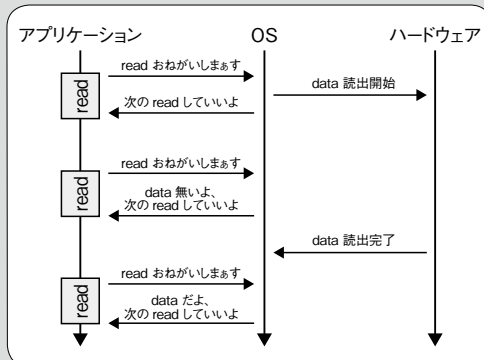 アプリケーション
OS
ハードウェア
read
read おねがいしまぁす
data 読出開始
次の read していいよ
read
read おねがいしまぁす
data 無いよ、
次の read していいよ
data 読出完了
read
read おねがいしまぁす
data だよ、
次の read していいよ